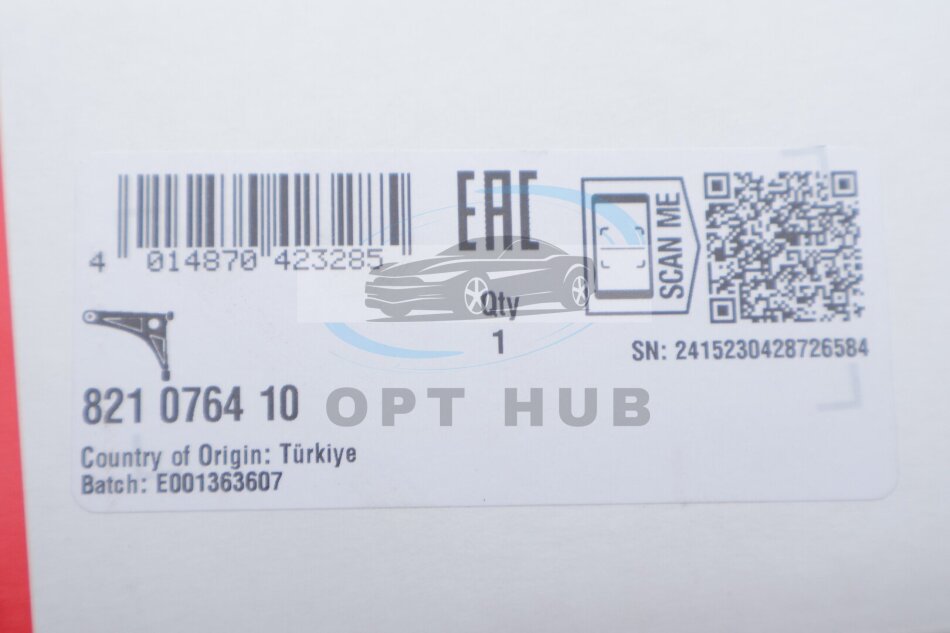 4 014870 423285
EAC
SCAN ME
Qty
1
SN: 2415230428726584
821 0764 10
OPT HUB
Country of Origin: Türkiye
Batch: E001363607